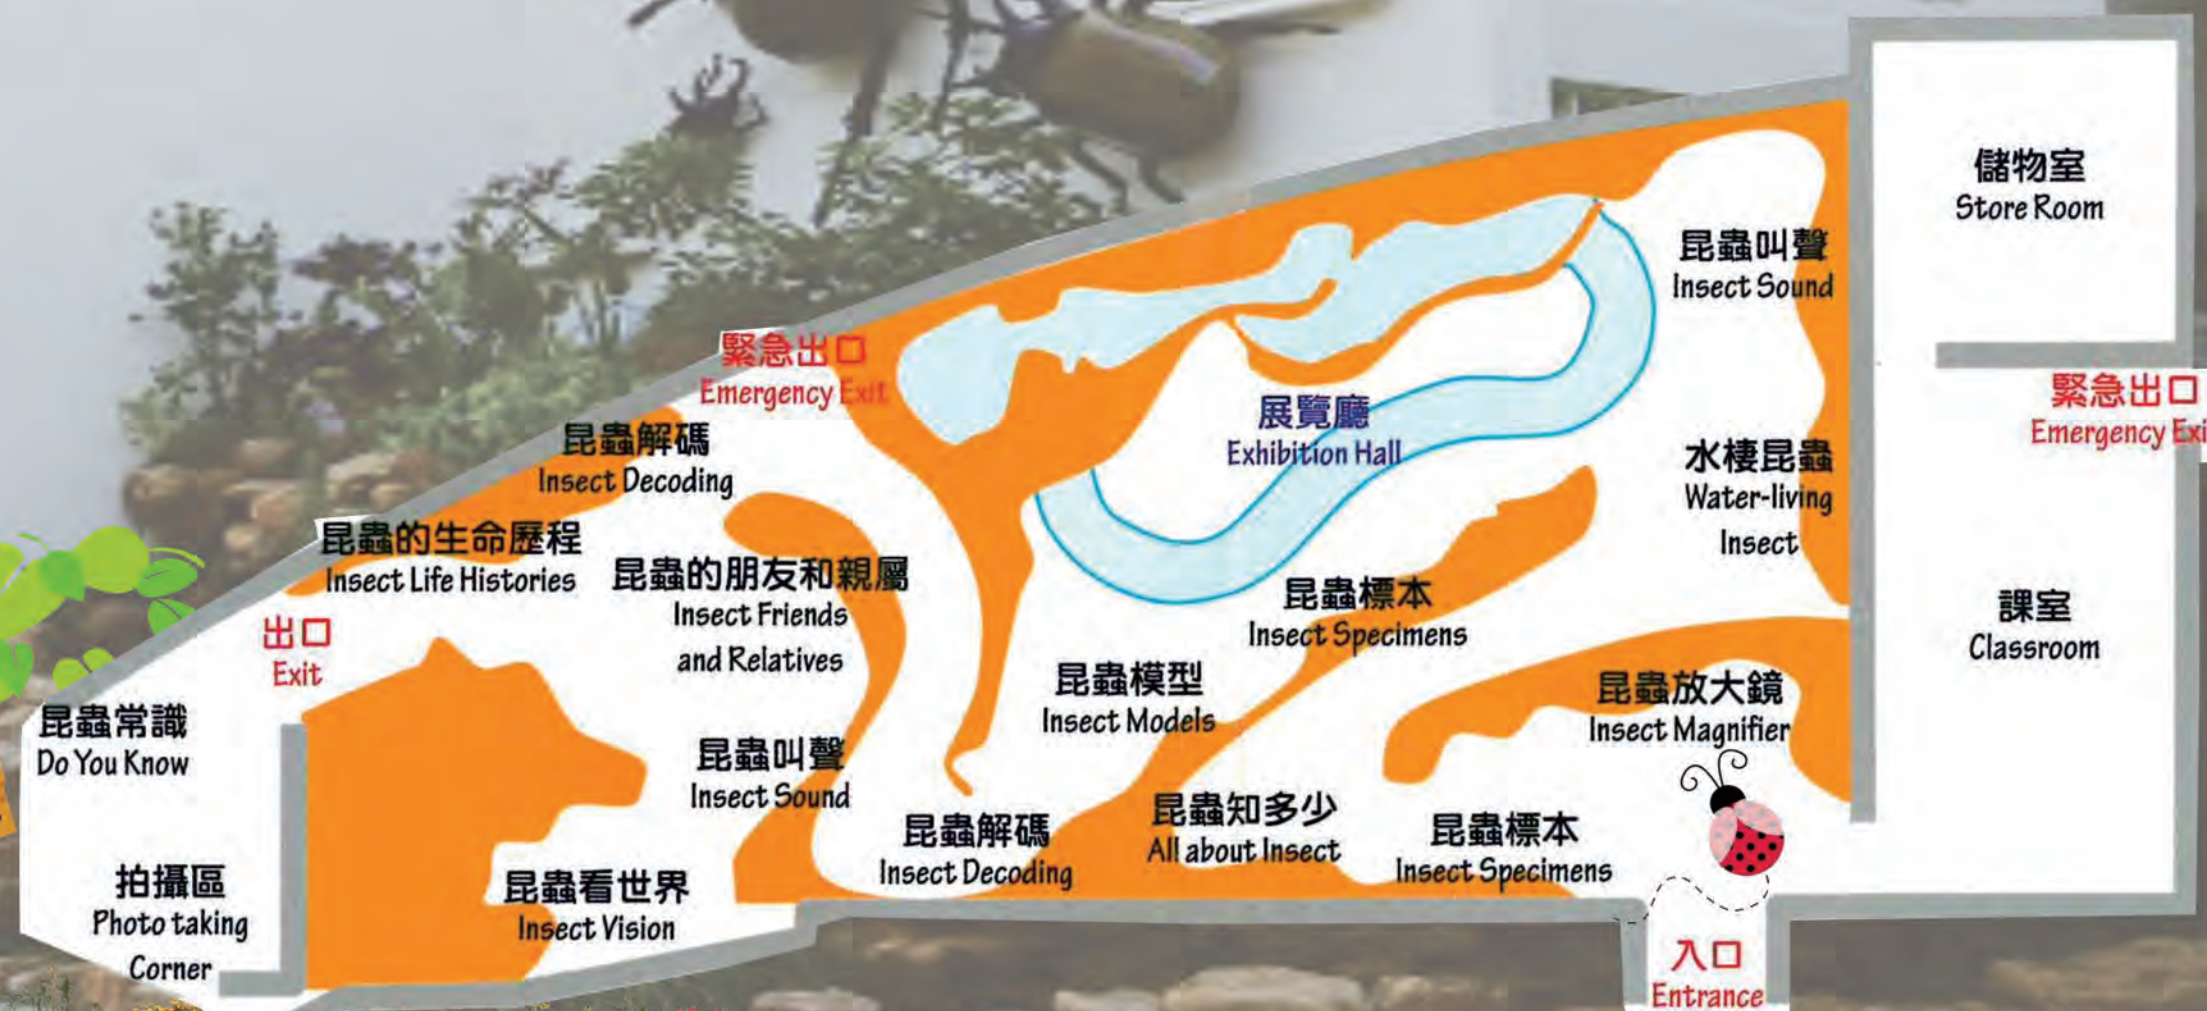 儲物室
Store Room
昆蟲叫聲
Insect Sound
緊急出口
Emergency Exit
緊急出口
Emergency Exi
展覽廳
Exhibition Hall
昆蟲解碼
Insect Decoding
水棲昆蟲
Water-living
Insect
昆蟲的生命歷程
Insect Life Histories
昆蟲的朋友和親屬
Insect Friends
and Relatives
昆蟲標本
Insect Specimens
課室
Classroom
出口
Exit
昆蟲模型
Insect Models
昆蟲放大鏡
Insect Magnifier
昆蟲常識
Do You Know
昆蟲叫聲
Insect Sound
昆蟲解碼
Insect Decoding
昆蟲知多少
All about Insect
昆蟲標本
Insect Specimens
拍攝區
Photo taking
Corner
昆蟲看世界
Insect Vision
入口
Entrance